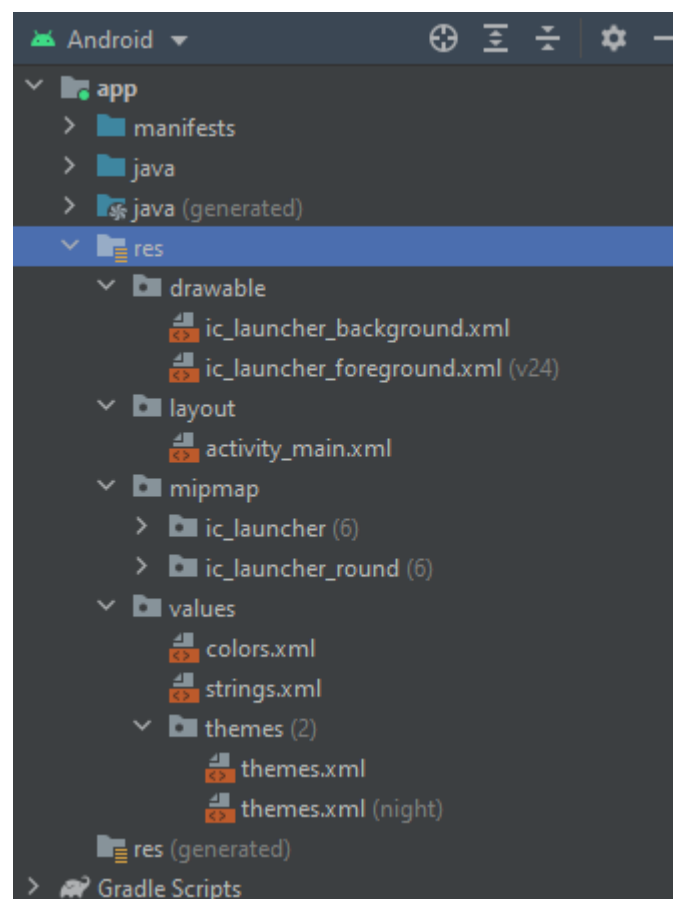 Android
app
manifests
java
java (generated)
res
drawable
ic_launcher_background.xml
ic_launcher_foreground.xml (v24)
layout
activity_main.xml
mipmap
ic_launcher (6)
ic_launcher_round (6)
values
colors.xml
strings.xml
themes (2)
themes.xml
themes.xml (night)
res (generated)
Gradle Scripts